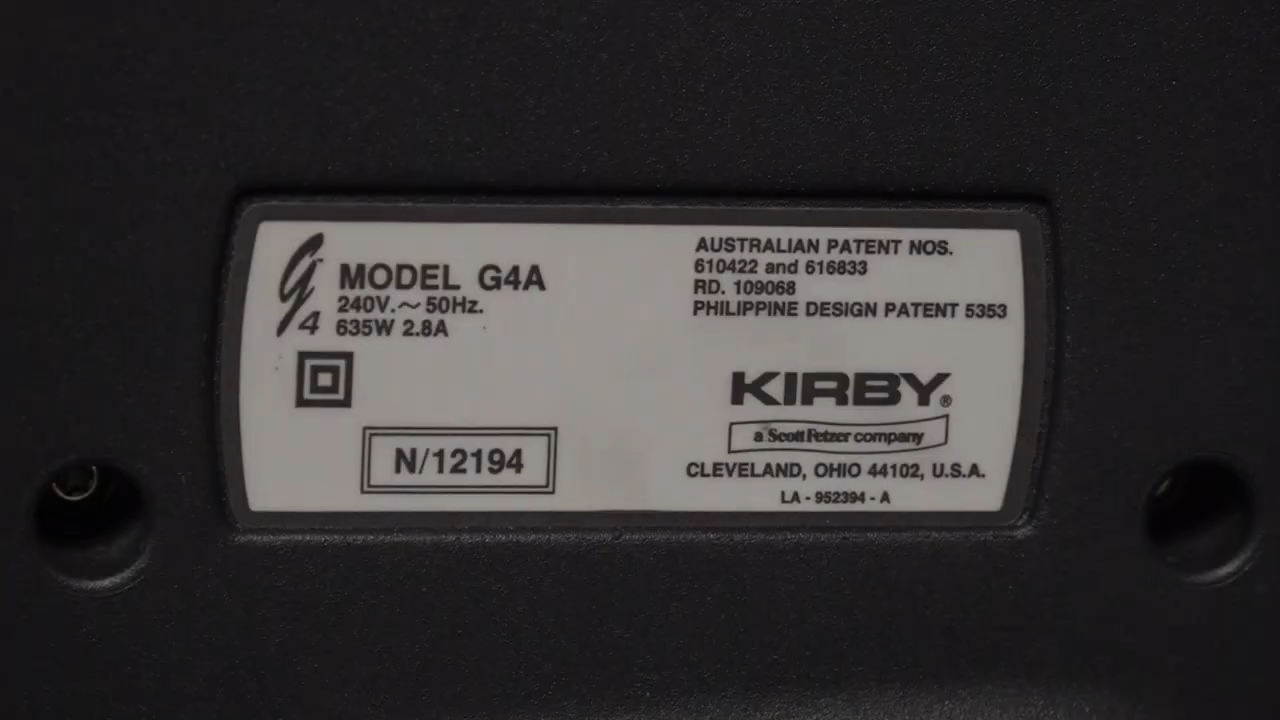 g4
MODEL G4A
240V.~50Hz.
635W 2.8A
N/12194
AUSTRALIAN PATENT NOS.
610422 and 616833
RD. 109068
PHILIPPINE DESIGN PATENT 5353
KIRBY®
a Scott Fetzer company
CLEVELAND, OHIO 44102, U.S.A.
LA - 952394 - A